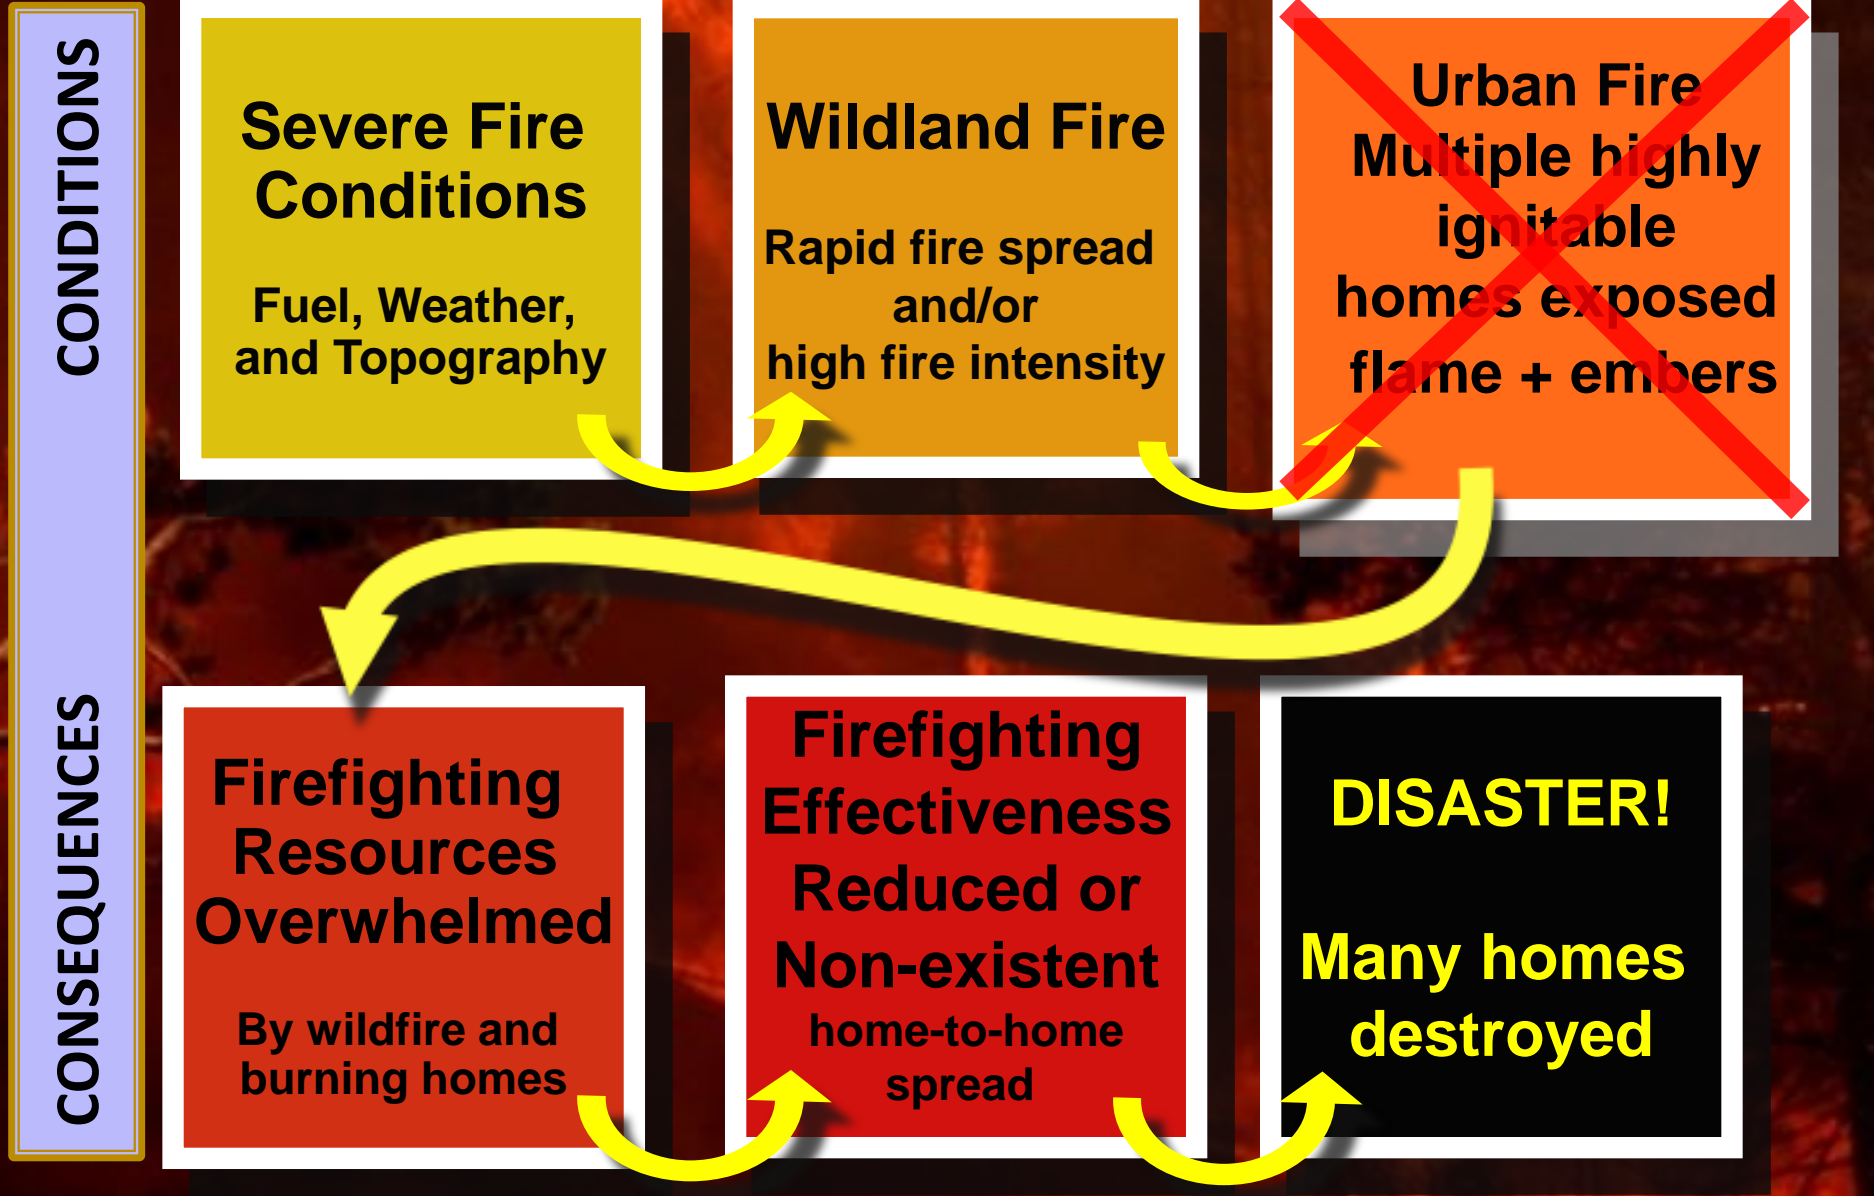 CONDITIONS
Severe Fire
Conditions
Fuel, Weather,
and Topography
Wildland Fire
Rapid fire spread
and/or
high fire intensity
Urban Fire
Multiple highly
ignitable
homes exposed
flame + embers
CONSEQUENCES
Firefighting
Resources
Overwhelmed
By wildfire and
burning homes
Firefighting
Effectiveness
Reduced or
Non-existent
home-to-home
spread
DISASTER!
Many homes
destroyed